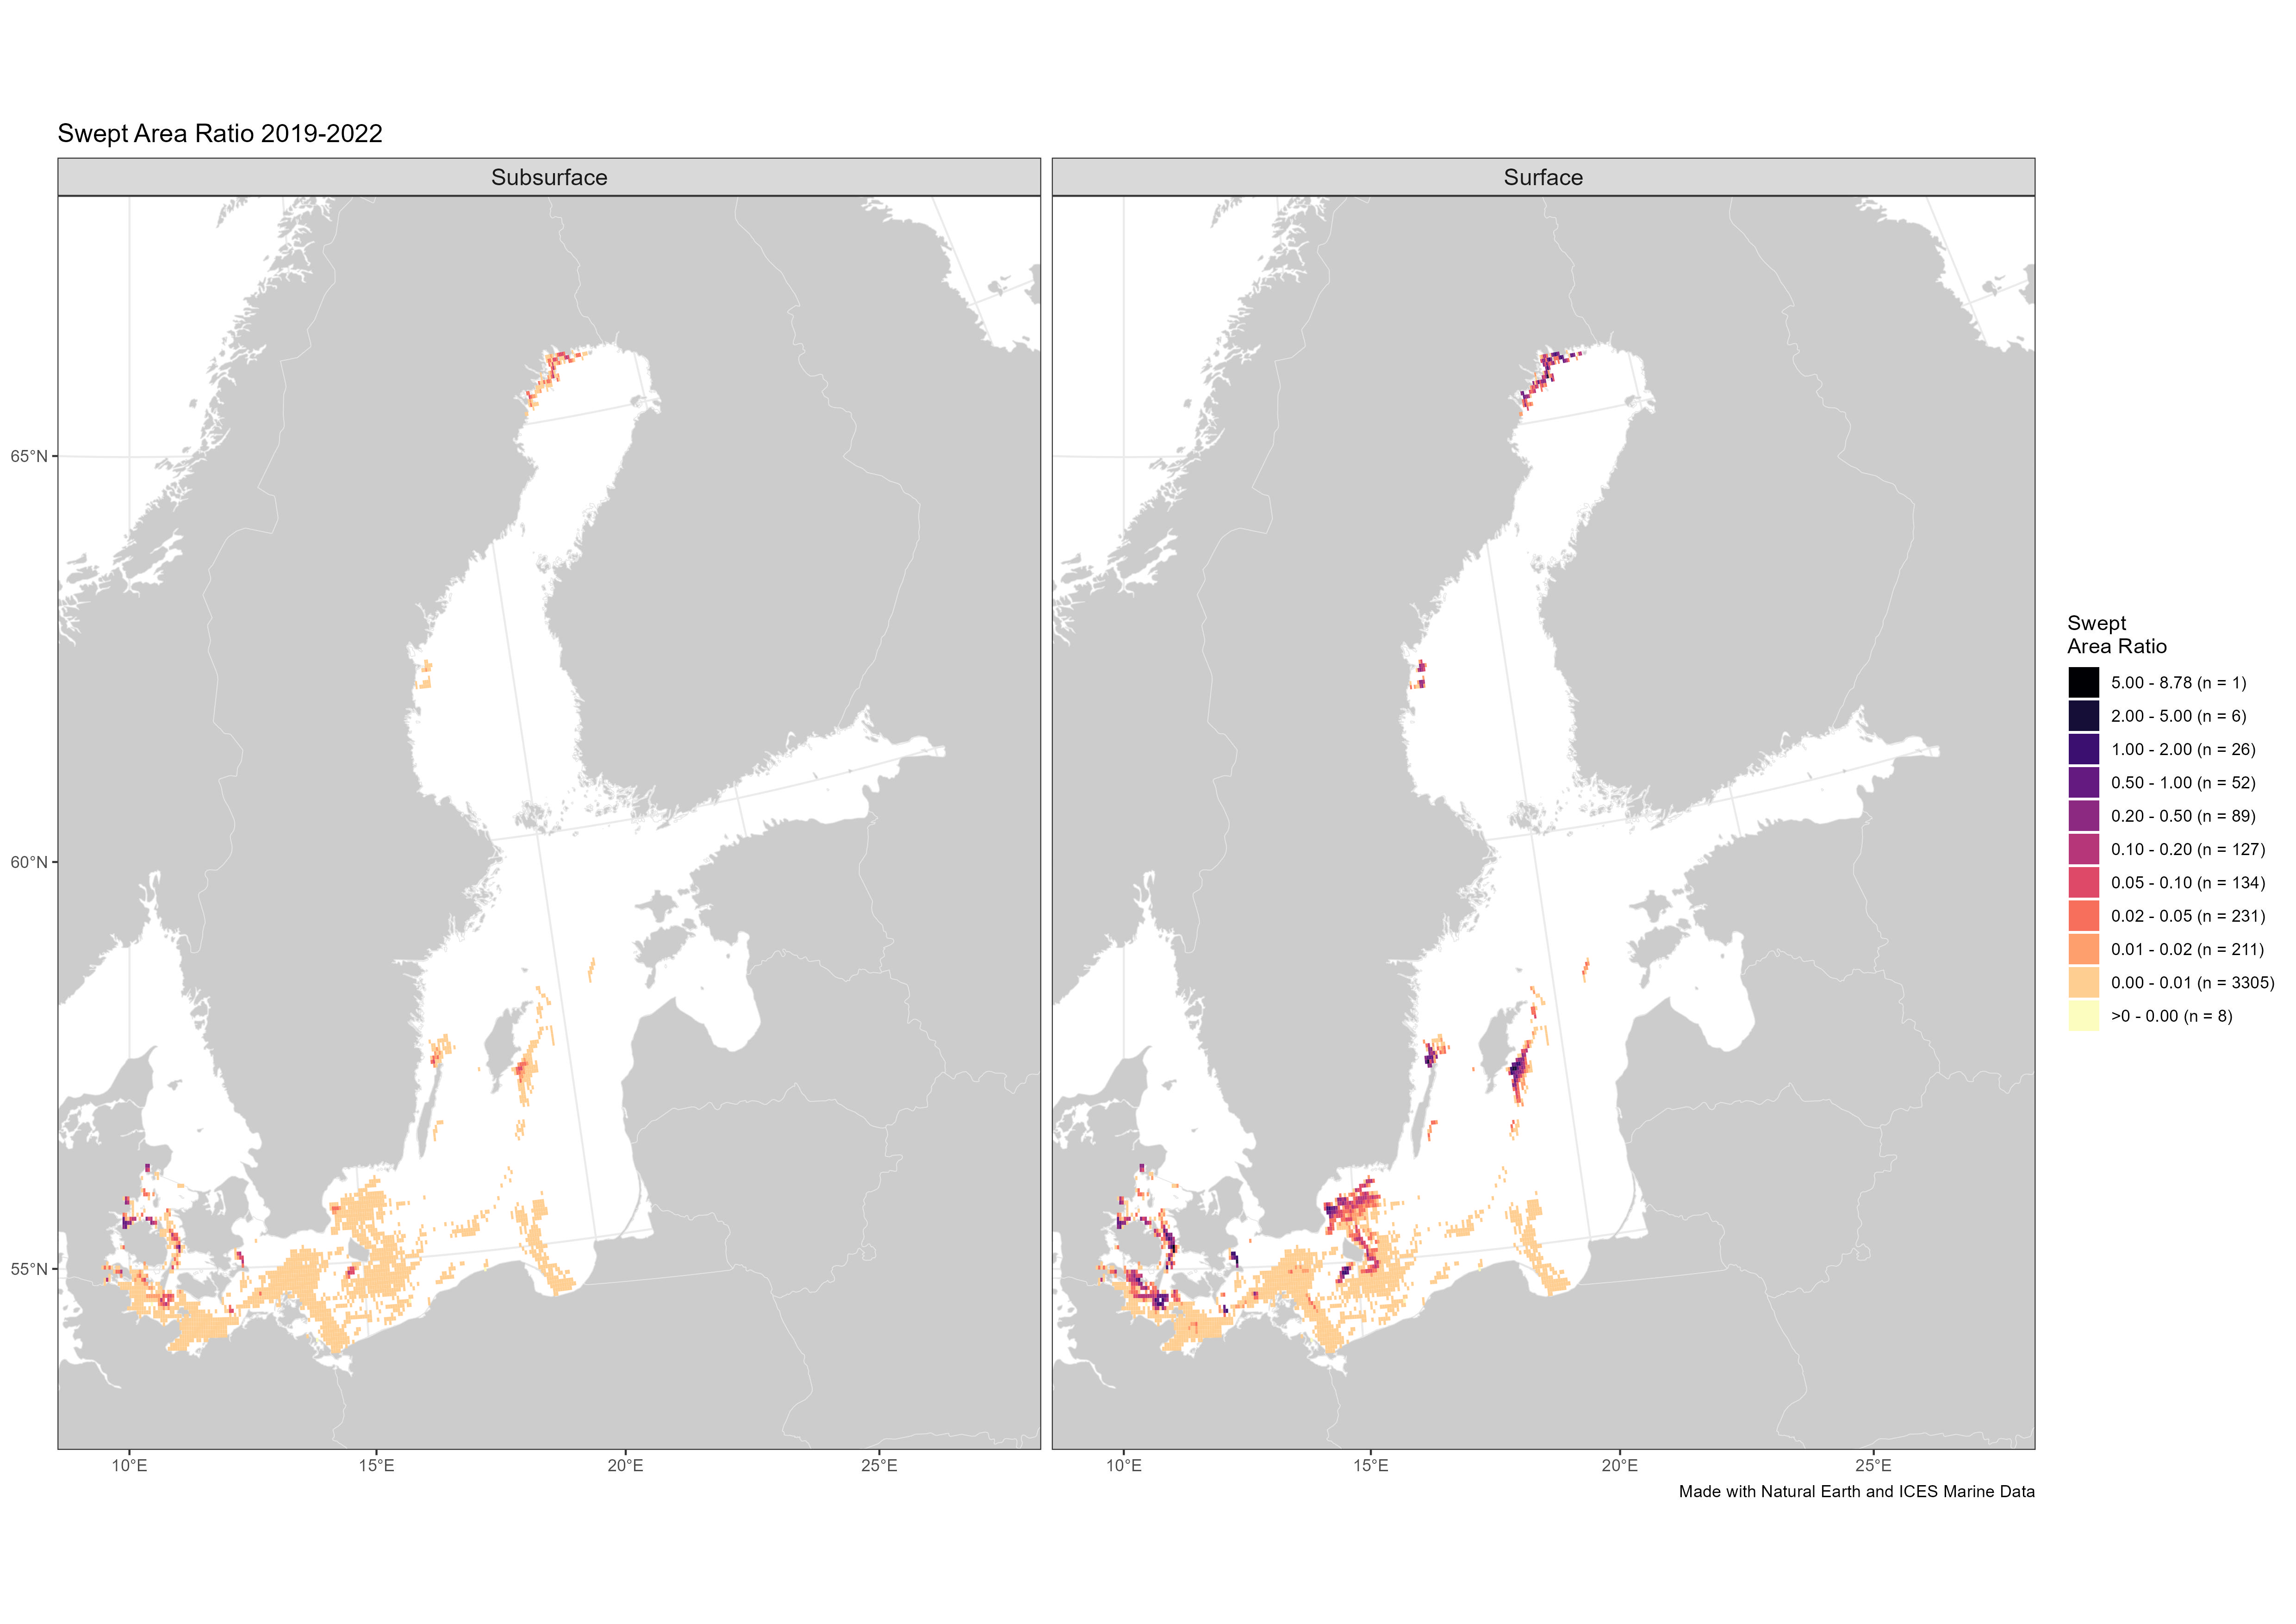 Swept Area Ratio 2019-2022
Subsurface
Surface
65°N
60°N
55°N
10°E
15°E
20°E
25°E
10°E
15°E
20°E
25°E
Swept
Area Ratio
5.00 - 8.78 (n = 1)
2.00 - 5.00 (n = 6)
1.00 - 2.00 (n = 26)
0.50 - 1.00 (n = 52)
0.20 - 0.50 (n = 89)
0.10 - 0.20 (n = 127)
0.05 - 0.10 (n = 134)
0.02 - 0.05 (n = 231)
0.01 - 0.02 (n = 211)
0.00 - 0.01 (n = 3305)
>0 - 0.00 (n = 8)
Made with Natural Earth and ICES Marine Data